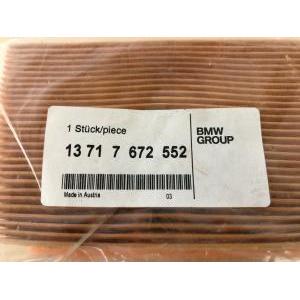 1 Stück/piece
13 71 7 672 552
BMW
GROUP
Made in Austria
03